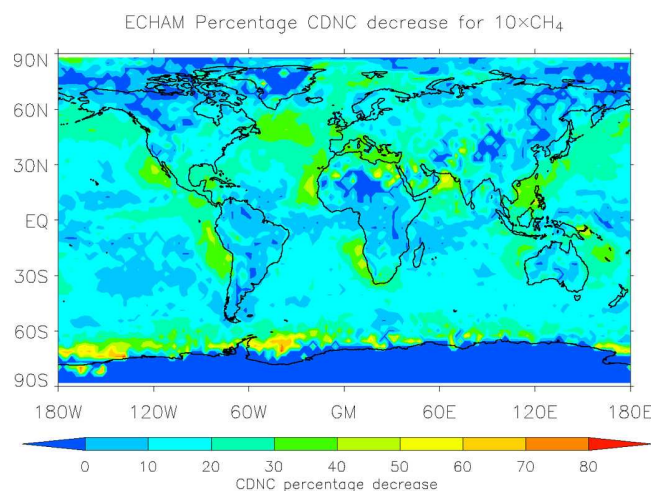 ECHAM Percentage CDNC decrease for 10×CH₄
90N
60N
30N
EQ
30S
60S
90S
180W 120W 60W GM 60E 120E 180E
0 10 20 30 40 50 60 70 80
CDNC percentage decrease